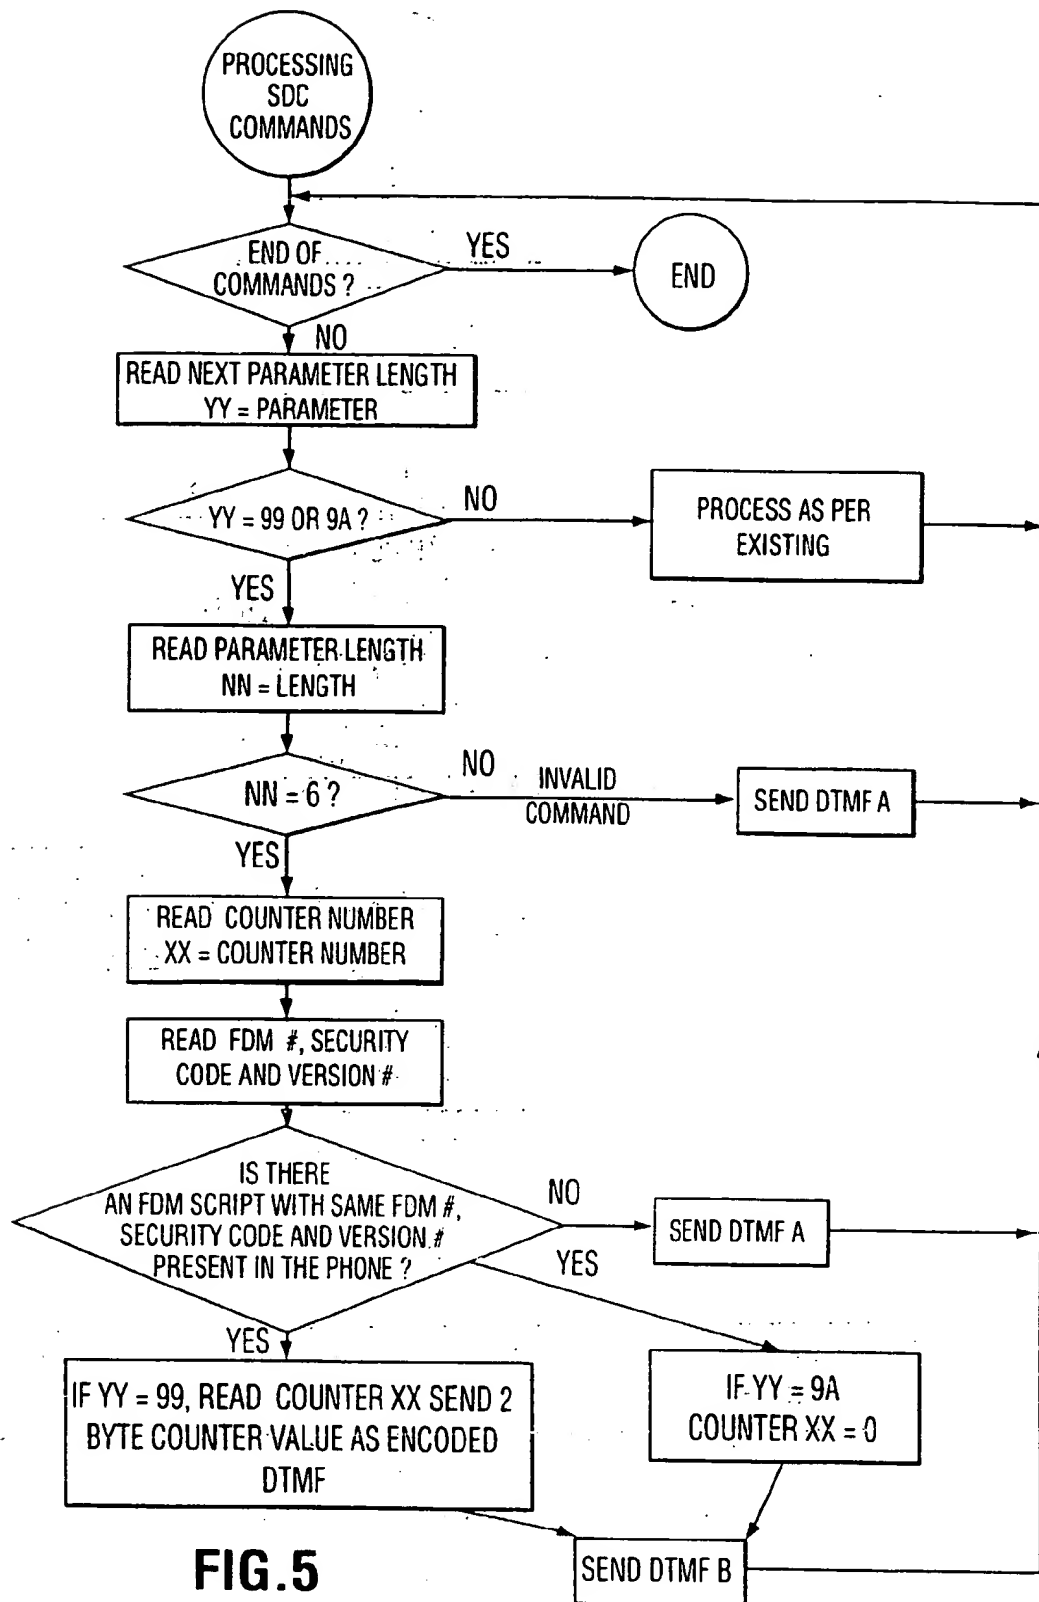 PROCESSING
SDC
COMMANDS
END OF
COMMANDS ?
YES
END
NO
READ NEXT PARAMETER LENGTH
YY = PARAMETER
YY = 99 OR 9A ?
NO
PROCESS AS PER
EXISTING
YES
READ PARAMETER LENGTH
NN = LENGTH
NN = 6 ?
NO
INVALID
COMMAND
SEND DTMF A
YES
READ COUNTER NUMBER
XX = COUNTER NUMBER
READ FDM #, SECURITY
CODE AND VERSION #
IS THERE
AN FDM SCRIPT WITH SAME FDM #,
SECURITY CODE AND VERSION #
PRESENT IN THE PHONE ?
NO
SEND DTMF A
YES
YES
IF YY = 99, READ COUNTER XX SEND 2
BYTE COUNTER VALUE AS ENCODED
DTMF
IF YY = 9A
COUNTER XX = 0
SEND DTMF B
FIG.5